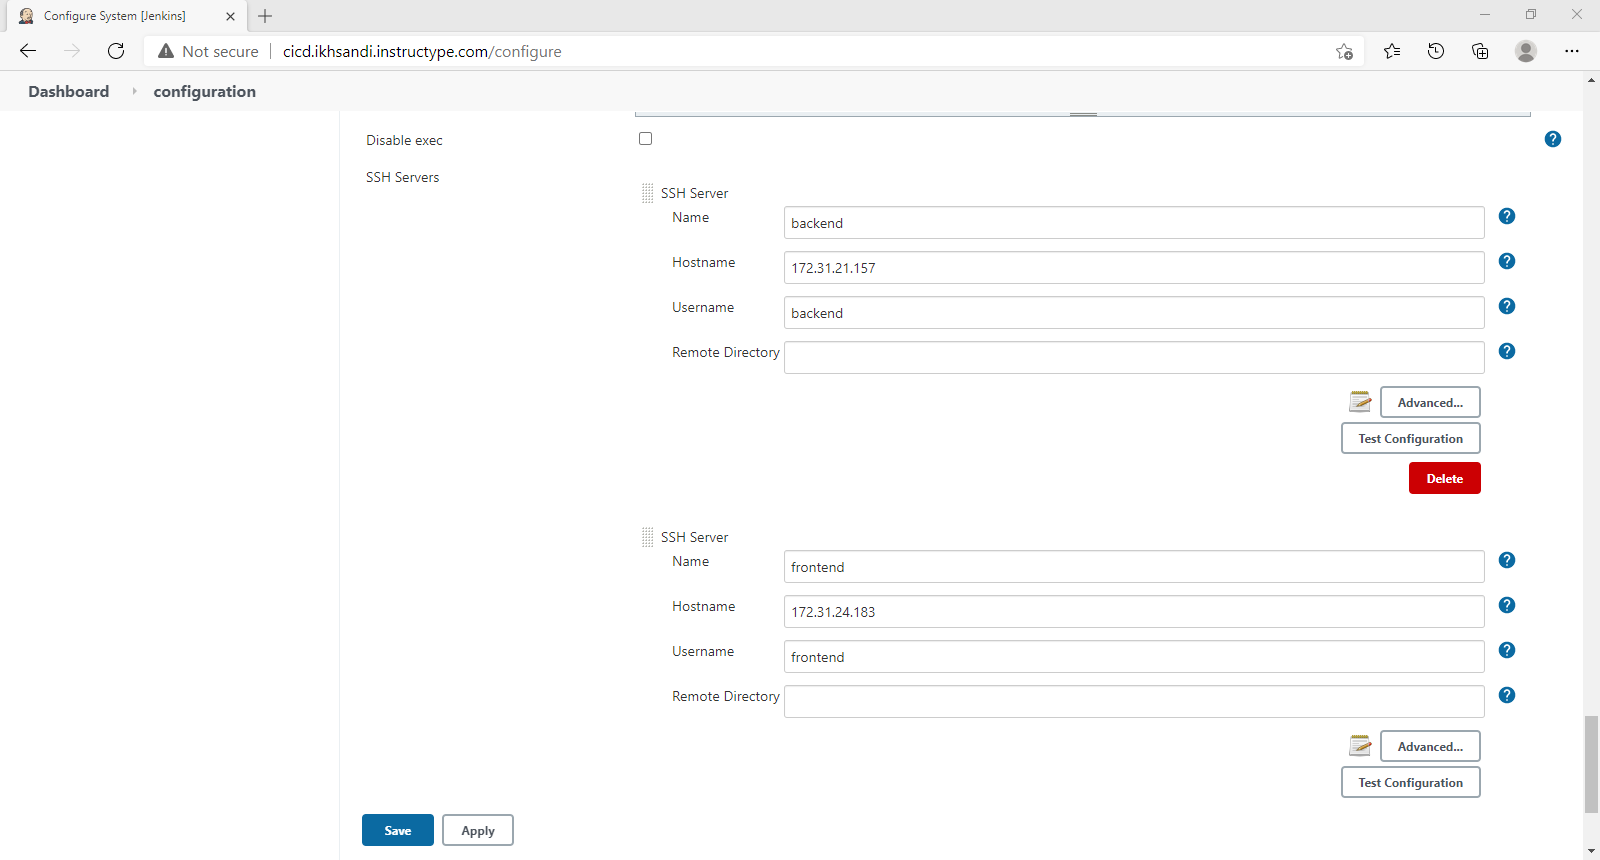 Configure System [Jenkins]
Not secure
cicd.ikhsandi.instructype.com/configure
Dashboard
configuration
Disable exec
?
SSH Servers
SSH Server
Name
backend
?
Hostname
172.31.21.157
?
Username
backend
?
Remote Directory
?
Advanced...
Test Configuration
Delete
SSH Server
Name
frontend
?
Hostname
172.31.24.183
?
Username
frontend
?
Remote Directory
?
Advanced...
Test Configuration
Save
Apply